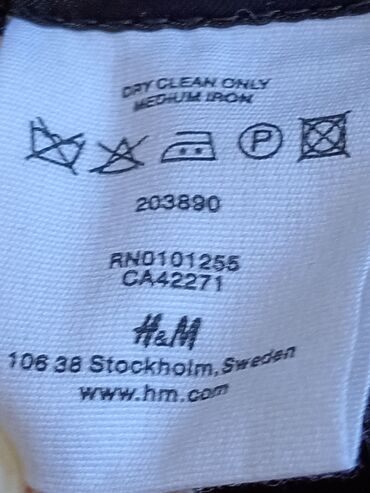 DRY CLEAN ONLY
MEDIUM IRON
P
203890
RN0101255
CA42271
H&M
106 38 Stockholm, Sweden
www.hm.com